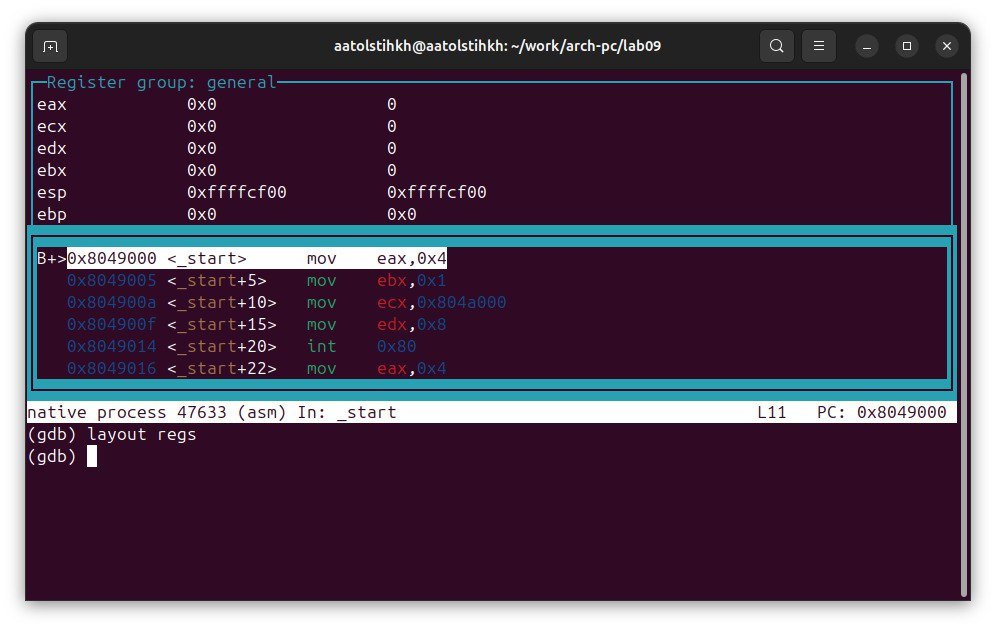 aatolstihkh@aatolstihkh: ~/work/arch-pc/lab09
Register group: general
eax            0x0                 0
ecx            0x0                 0
edx            0x0                 0
ebx            0x0                 0
esp            0xffffcf00          0xffffcf00
ebp            0x0                 0x0
B+>0x8049000 <_start>      mov    eax,0x4
   0x8049005 <_start+5>    mov    ebx,0x1
   0x804900a <_start+10>   mov    ecx,0x804a000
   0x804900f <_start+15>   mov    edx,0x8
   0x8049014 <_start+20>   int    0x80
   0x8049016 <_start+22>   mov    eax,0x4
native process 47633 (asm) In: _start                                    L11   PC: 0x8049000
(gdb) layout regs
(gdb)